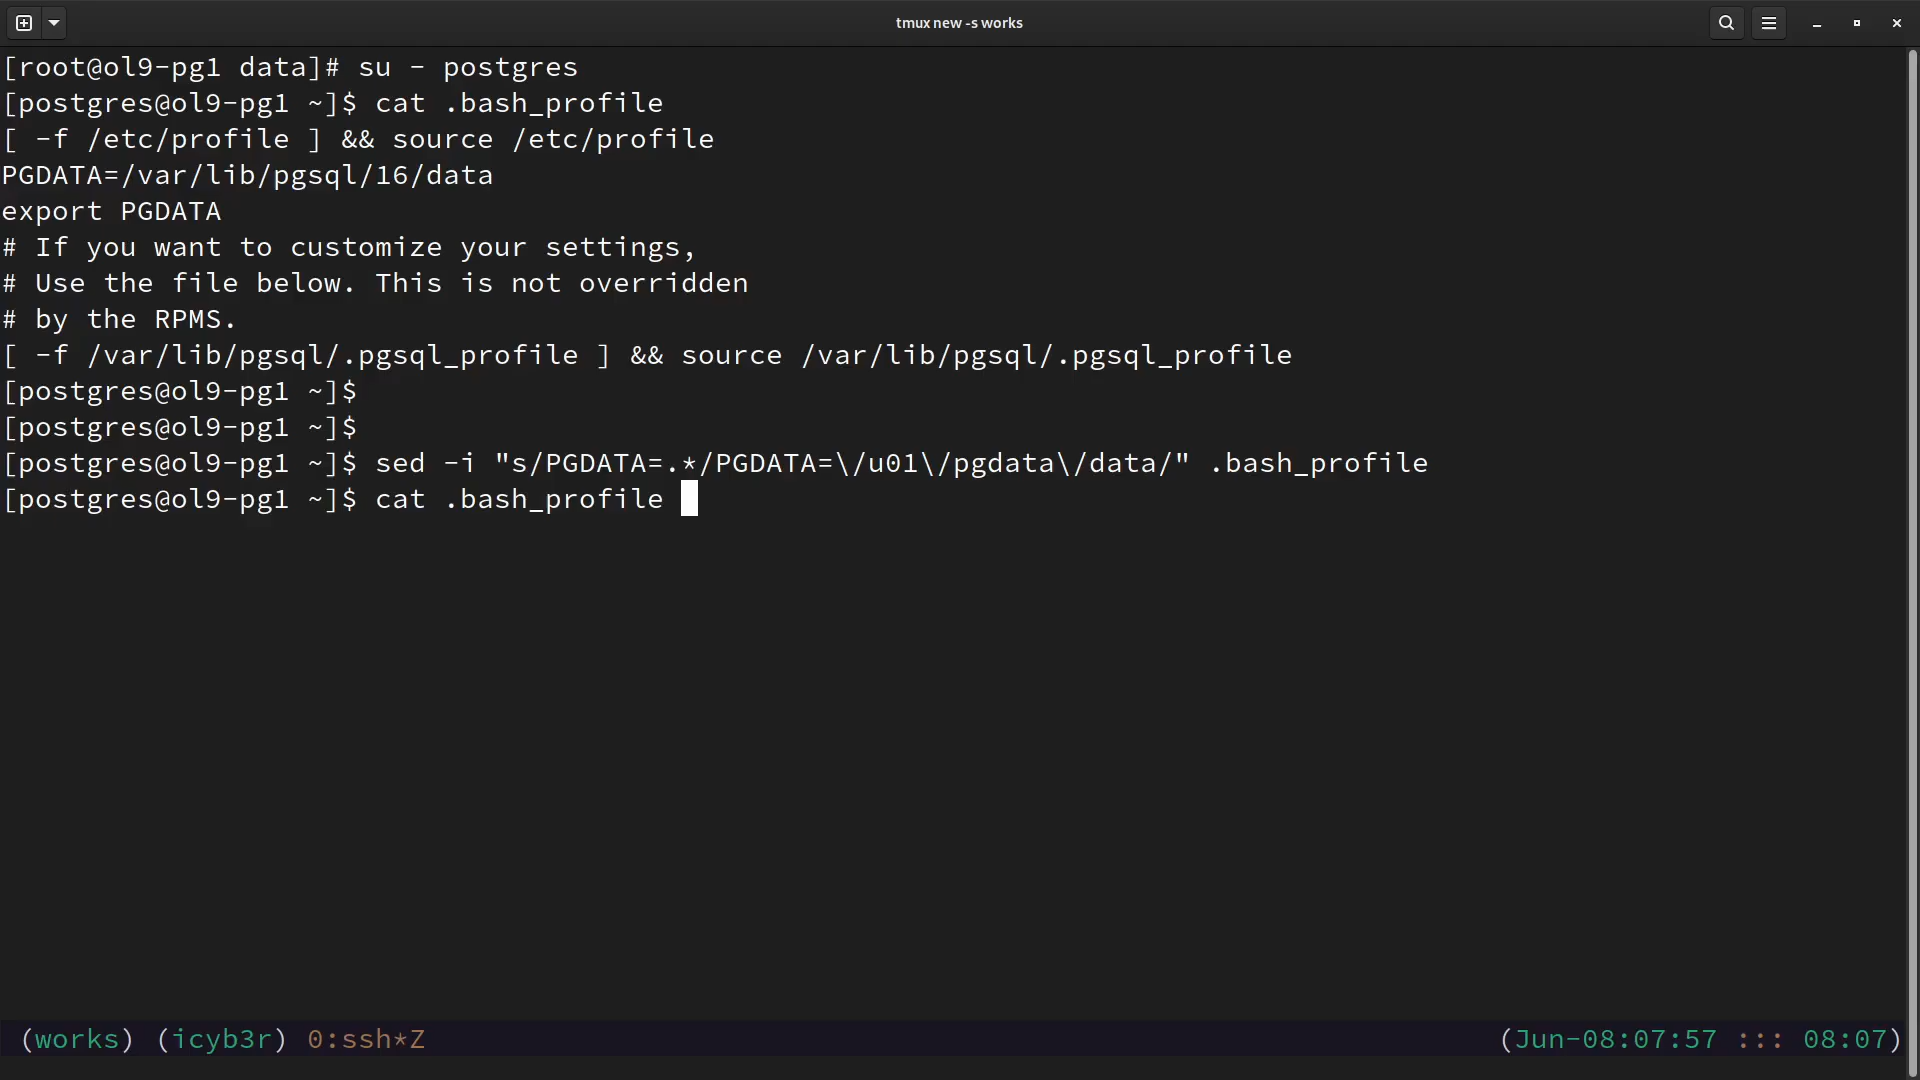 tmux new -s works
[root@ol9-pg1 data]# su - postgres
[postgres@ol9-pg1 ~]$ cat .bash_profile
[ -f /etc/profile ] && source /etc/profile
PGDATA=/var/lib/pgsql/16/data
export PGDATA
# If you want to customize your settings,
# Use the file below. This is not overridden
# by the RPMS.
[ -f /var/lib/pgsql/.pgsql_profile ] && source /var/lib/pgsql/.pgsql_profile
[postgres@ol9-pg1 ~]$
[postgres@ol9-pg1 ~]$
[postgres@ol9-pg1 ~]$ sed -i "s/PGDATA=.*/PGDATA=\/u01\/pgdata\/data/" .bash_profile
[postgres@ol9-pg1 ~]$ cat .bash_profile
(works) (icyb3r) 0:ssh*Z (Jun-08:07:57 ::: 08:07)